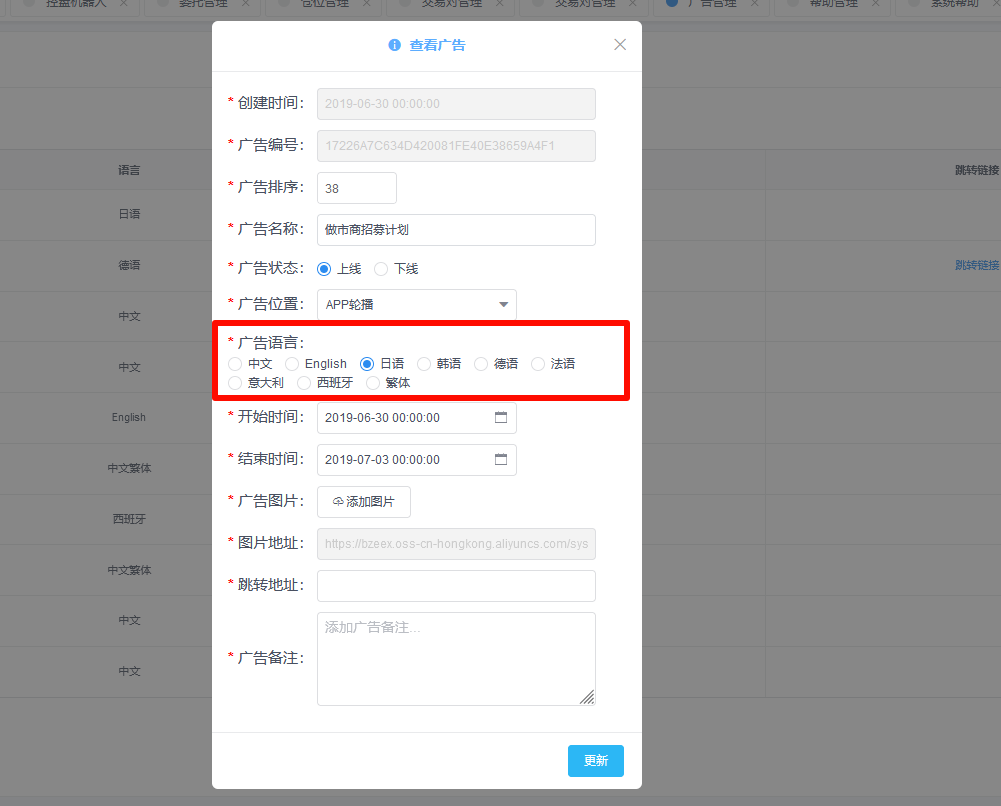 控盘机器人 委托管理 仓位管理 交易对管理 交易对管理 广告管理 帮助管理 系统帮助
查看广告
* 创建时间： 2019-06-30 00:00:00
* 广告编号： 17226A7C634D420081FE40E38659A4F1
语言 跳转链接
* 广告排序： 38
日语
* 广告名称： 做市商招募计划
德语 跳转链接
* 广告状态： 上线 下线
* 广告位置： APP轮播
中文
* 广告语言：
中文 English 日语 韩语 德语 法语
中文
意大利 西班牙 繁体
* 开始时间： 2019-06-30 00:00:00
English
* 结束时间： 2019-07-03 00:00:00
中文繁体
* 广告图片： 添加图片
西班牙
* 图片地址： https://bzeex.oss-cn-hongkong.aliyuncs.com/sys
中文繁体
* 跳转地址：
中文
添加广告备注...
* 广告备注：
中文
更新